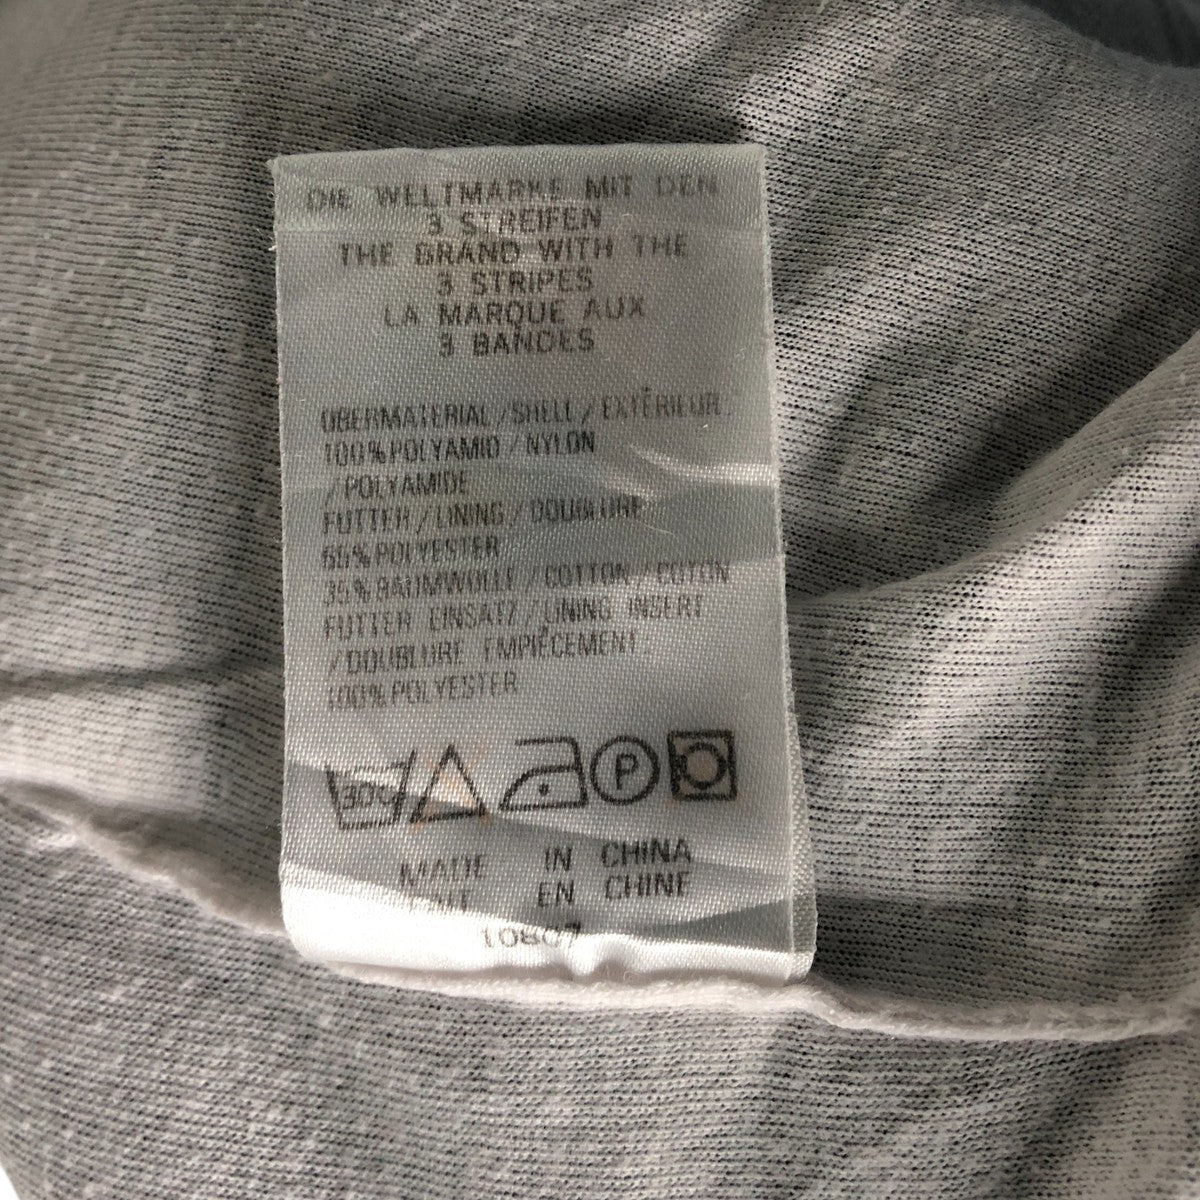 DIE WELTMARKE MIT DEN
3 STREIFEN
THE BRAND WITH THE
3 STRIPES
LA MARQUE AUX
3 BANDES
OBERMATERIAL/SHELL/EXTÉRIEUR:
100%POLYAMID/NYLON
/POLYAMIDE
FUTTER/LINING/DOUBLURE
65%POLYESTER
35%BAUMWOLLE/COTTON/COTON
FUTTER EINSATZ/LINING INSERT
/DOUBLURE EMPIÈCEMENT:
100%POLYESTER
30C P
MADE IN CHINA
EN CHINE
10807